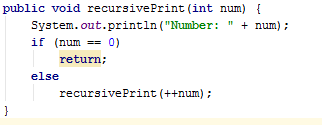 public void recursivePrint(int num) {
    System.out.println("Number: " + num);
    if (num == 0)
        return;
    else
        recursivePrint(++num);
}